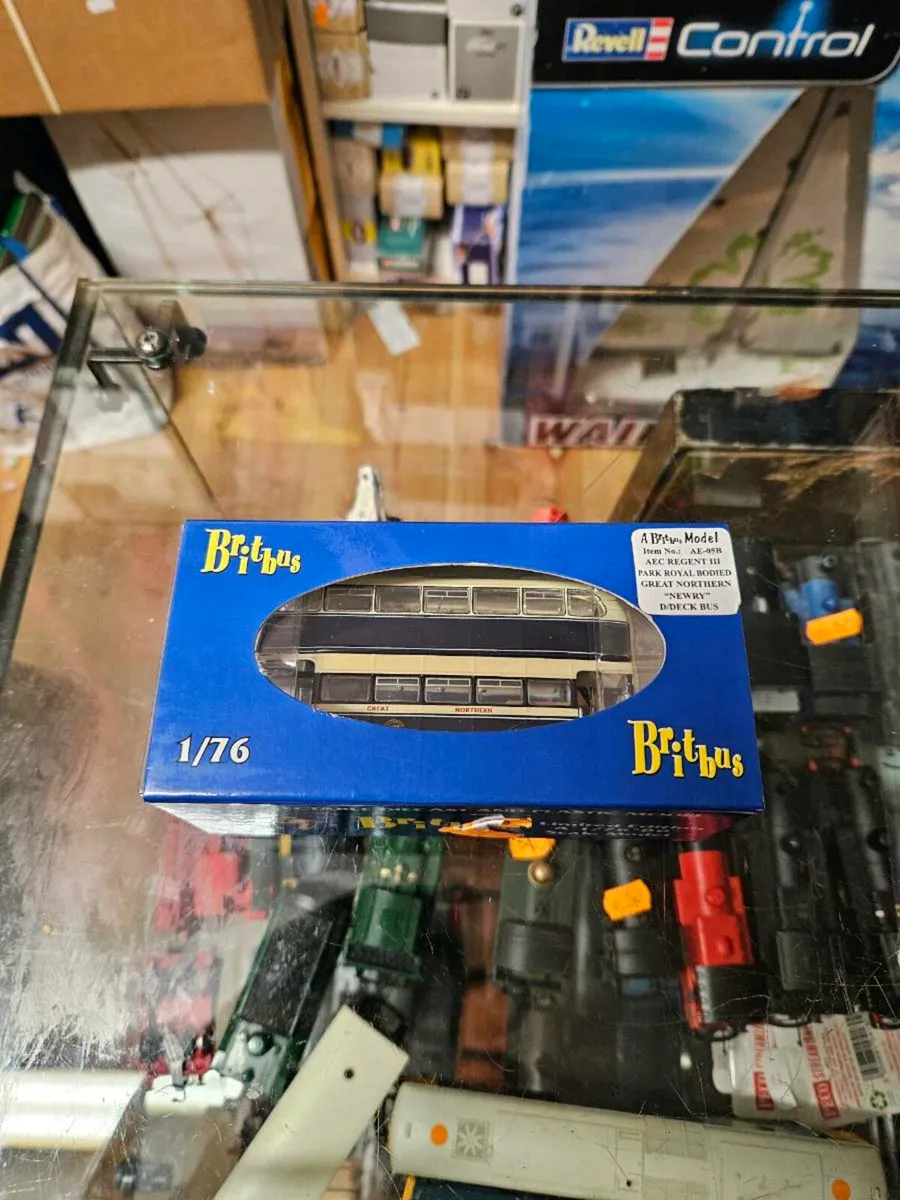 Revell Control
WAI
Britbus
A Britbus Model
Item No.: AE-05B
AEC REGENT III
PARK ROYAL BODIED
GREAT NORTHERN
"NEWRY"
D/DECK BUS
GREAT NORTHERN
1/76
Britbus